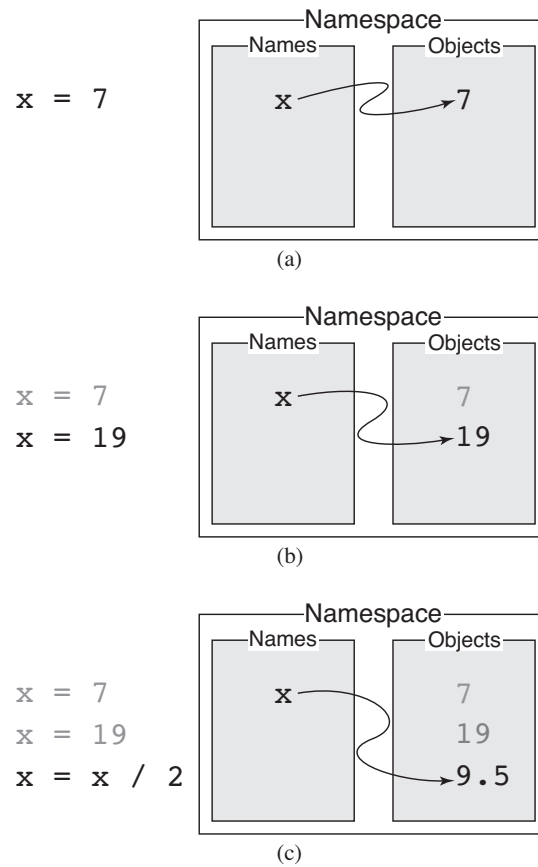 Namespace
Names Objects
x = 7 x 7
(a)
Namespace
Names Objects
x = 7 x 7
x = 19 19
(b)
Namespace
Names Objects
x = 7 x 7
x = 19 19
x = x / 2 9.5
(c)